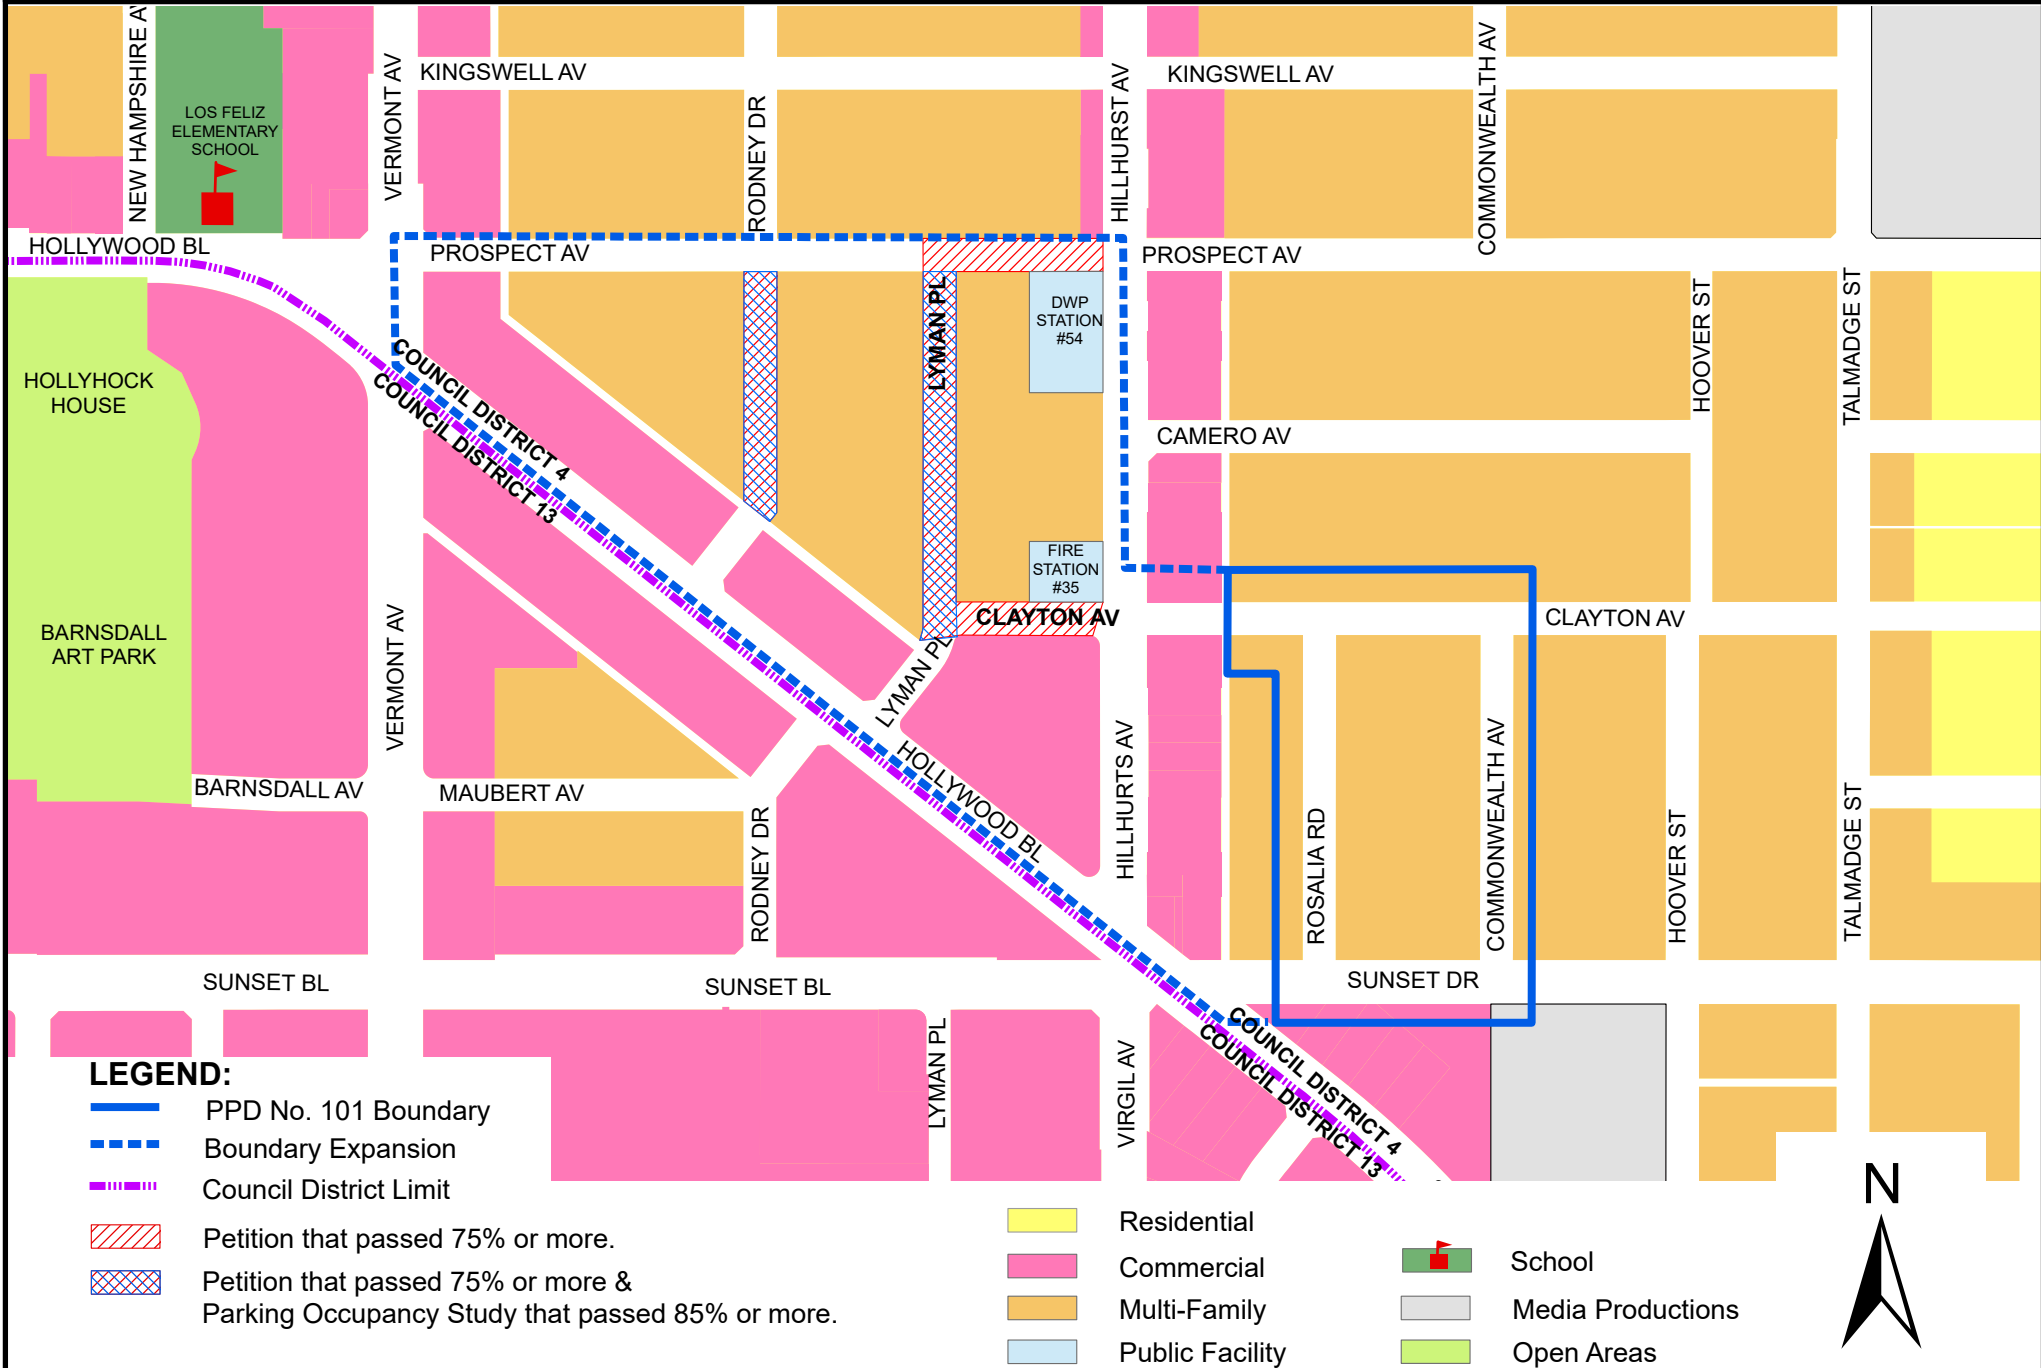 NEW HAMPSHIRE AV
LOS FELIZ
ELEMENTARY
SCHOOL
VERMONT AV
KINGSWELL AV
RODNEY DR
HILLHURST AV
KINGSWELL AV
COMMONWEALTH AV
HOLLYWOOD BL
PROSPECT AV
PROSPECT AV
LYMAN PL
DWP
STATION
#54
HOOVER ST
TALMADGE ST
HOLLYHOCK
HOUSE
COUNCIL DISTRICT 4
COUNCIL DISTRICT 13
CAMERO AV
FIRE
STATION
#35
CLAYTON AV
CLAYTON AV
BARNSDALL
ART PARK
VERMONT AV
LYMAN PL
HOLLYWOOD BL
HILLHURTS AV
ROSALIA RD
COMMONWEALTH AV
HOOVER ST
TALMADGE ST
BARNSDALL AV
MAUBERT AV
RODNEY DR
SUNSET BL
SUNSET BL
SUNSET DR
LYMAN PL
VIRGIL AV
COUNCIL DISTRICT 4
COUNCIL DISTRICT 13
LEGEND:
PPD No. 101 Boundary
Boundary Expansion
Council District Limit
Petition that passed 75% or more.
Petition that passed 75% or more &
Parking Occupancy Study that passed 85% or more.
Residential
Commercial
Multi-Family
Public Facility
School
Media Productions
Open Areas
N